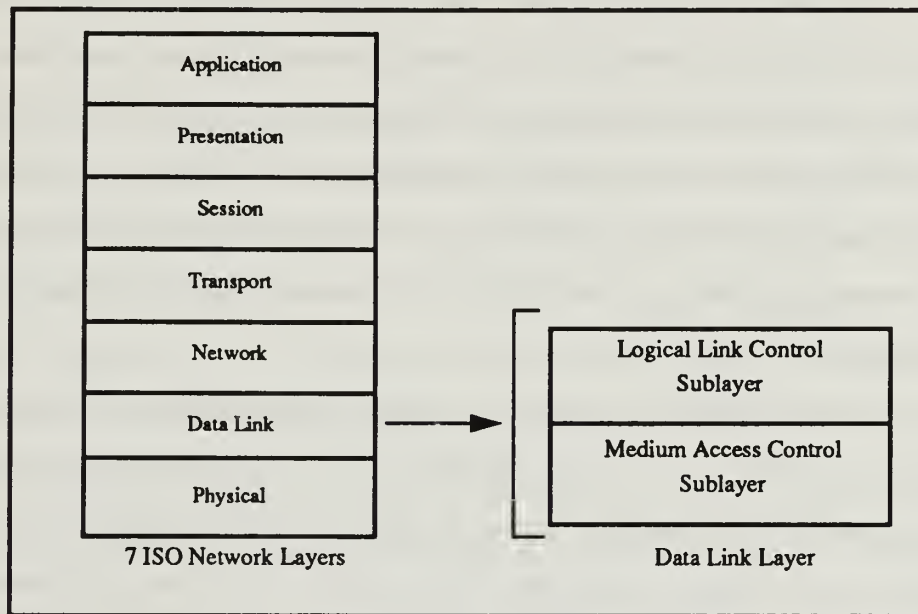 Application
Presentation
Session
Transport
Network
Data Link
Physical
7 ISO Network Layers
Logical Link Control
Sublayer
Medium Access Control
Sublayer
Data Link Layer